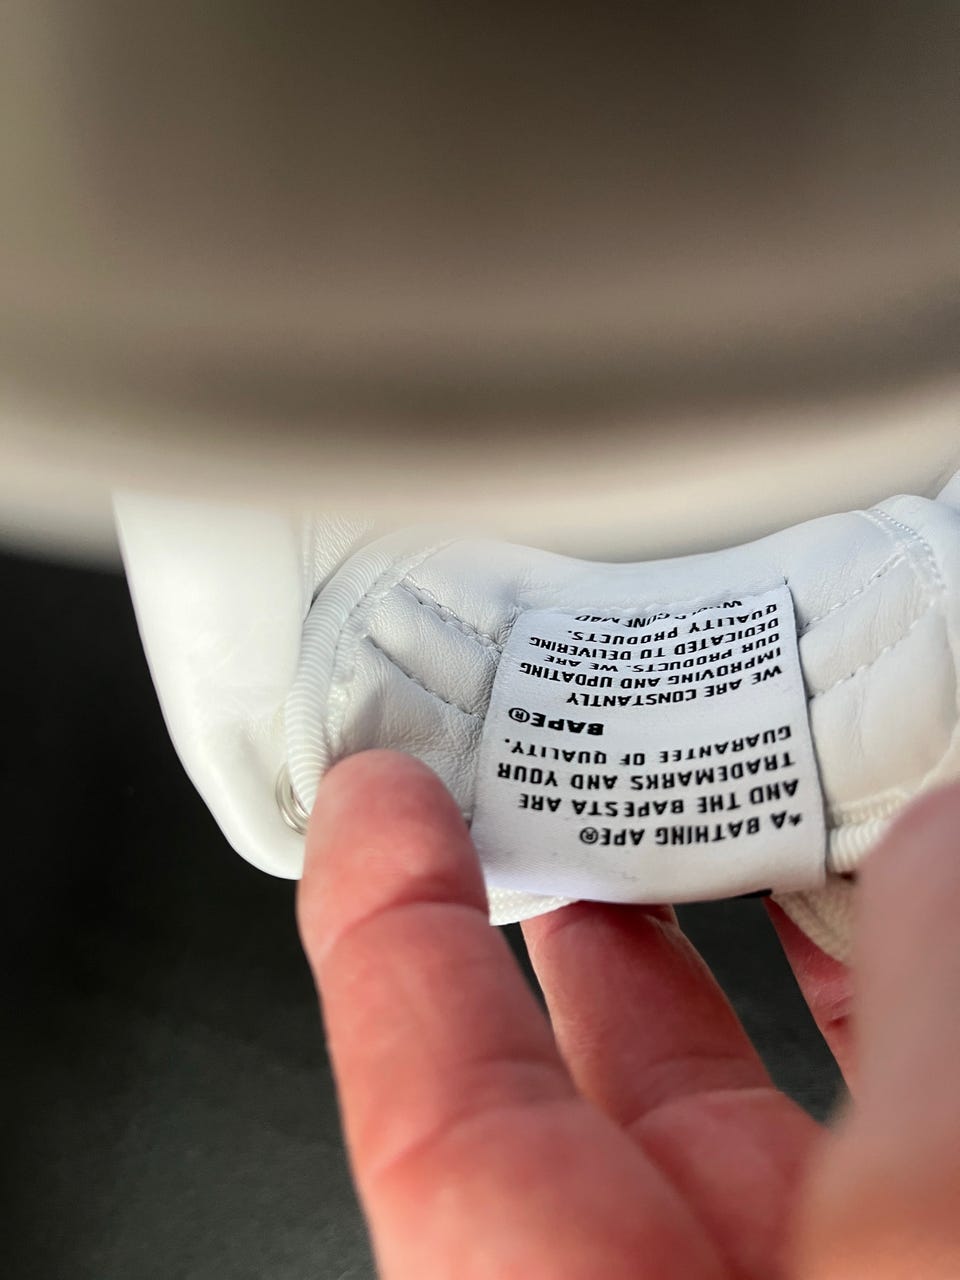 *A BATHING APE®
AND THE BAPESTA ARE
TRADEMARKS AND YOUR
GUARANTEE OF QUALITY.
BAPE®
WE ARE CONSTANTLY
IMPROVING AND UPDATING
OUR PRODUCTS. WE ARE
DEDICATED TO DELIVERING
QUALITY PRODUCTS.